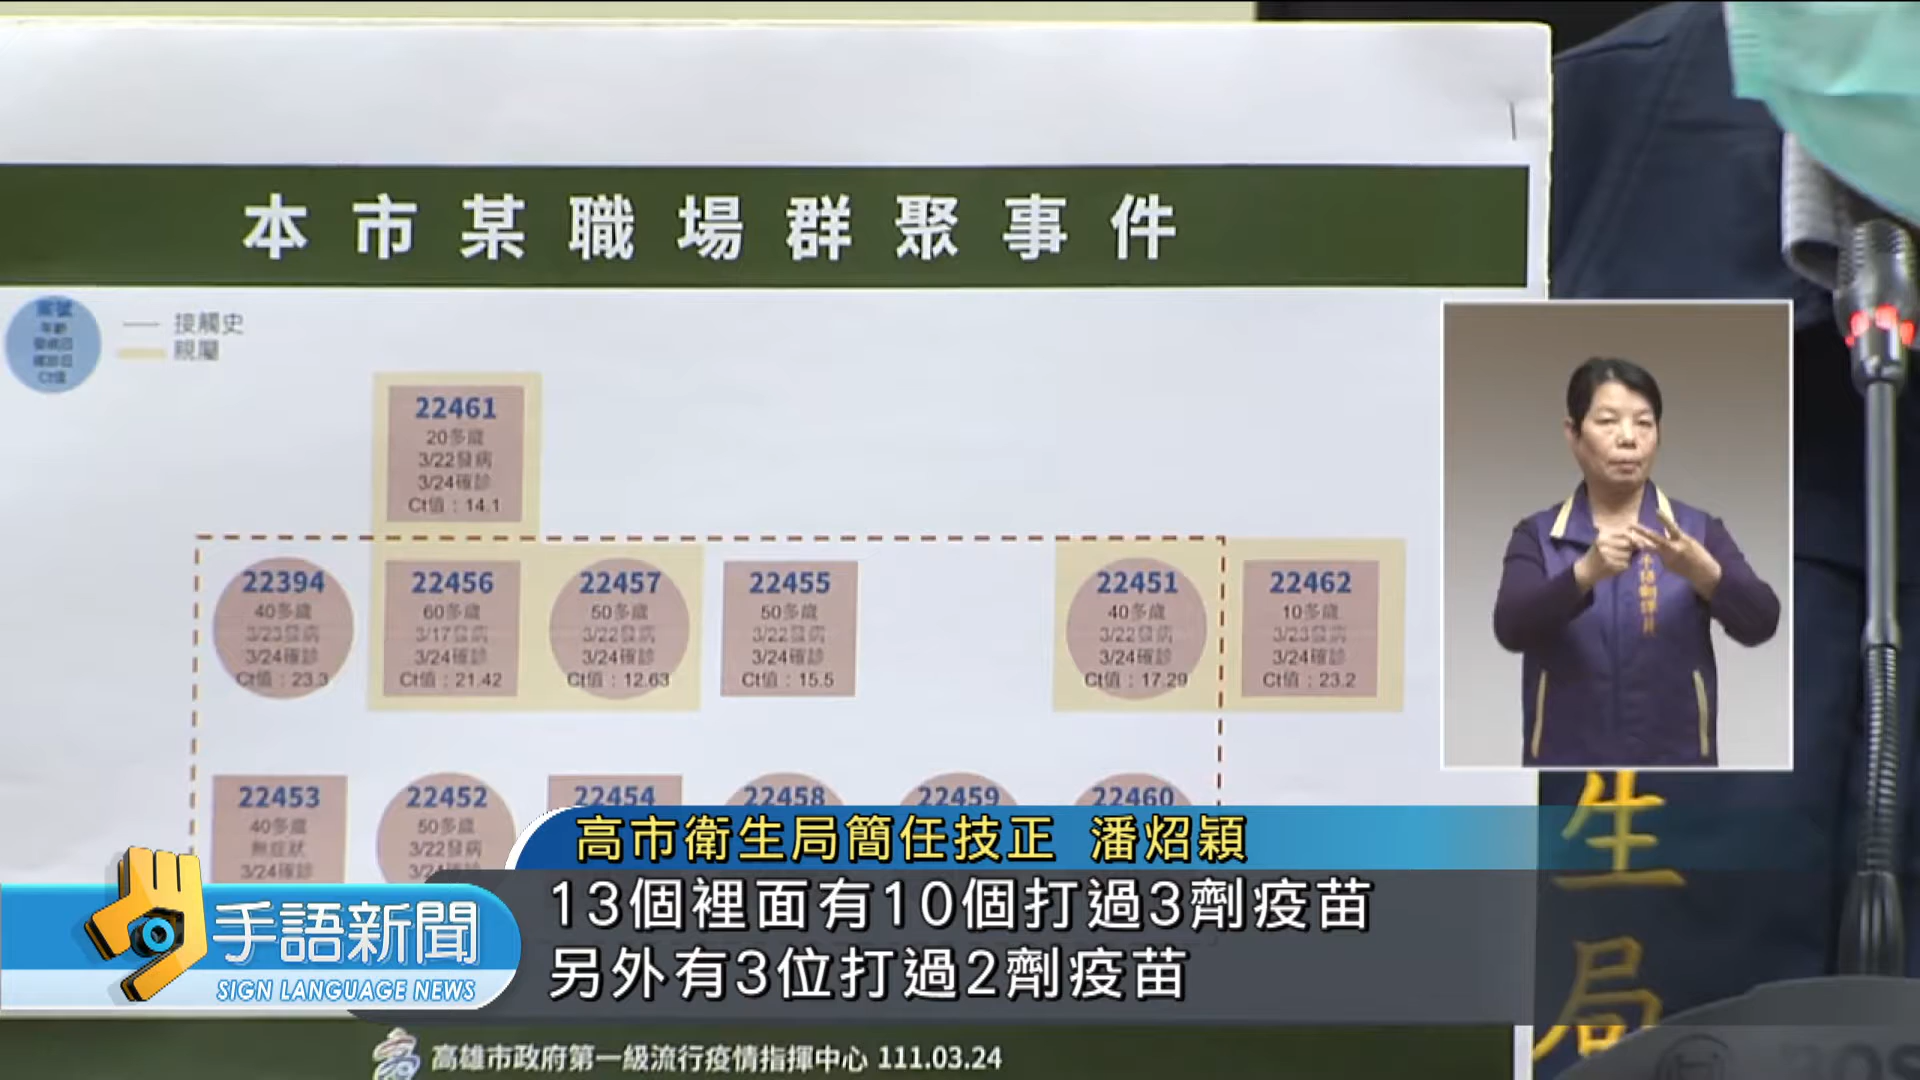 本市某職場群聚事件
案號
年齡
發病日
確診日
Ct值
接觸史
親屬
22461
20多歲
3/22發病
3/24確診
Ct值：14.1
22394
40多歲
3/23發病
3/24確診
Ct值：23.3
22456
60多歲
3/17發病
3/24確診
Ct值：21.42
22457
50多歲
3/22發病
3/24確診
Ct值：12.63
22455
50多歲
3/22發病
3/24確診
Ct值：15.5
22451
40多歲
3/22發病
3/24確診
Ct值：17.29
22462
10多歲
3/23發病
3/24確診
Ct值：23.2
22453
40多歲
無症狀
3/24確診
22452
50多歲
3/22發病
22454
22458
22459
22460
高市衛生局簡任技正 潘炤穎
13個裡面有10個打過3劑疫苗
另外有3位打過2劑疫苗
手語新聞
SIGN LANGUAGE NEWS
高雄市政府第一級流行疫情指揮中心 111.03.24
生局